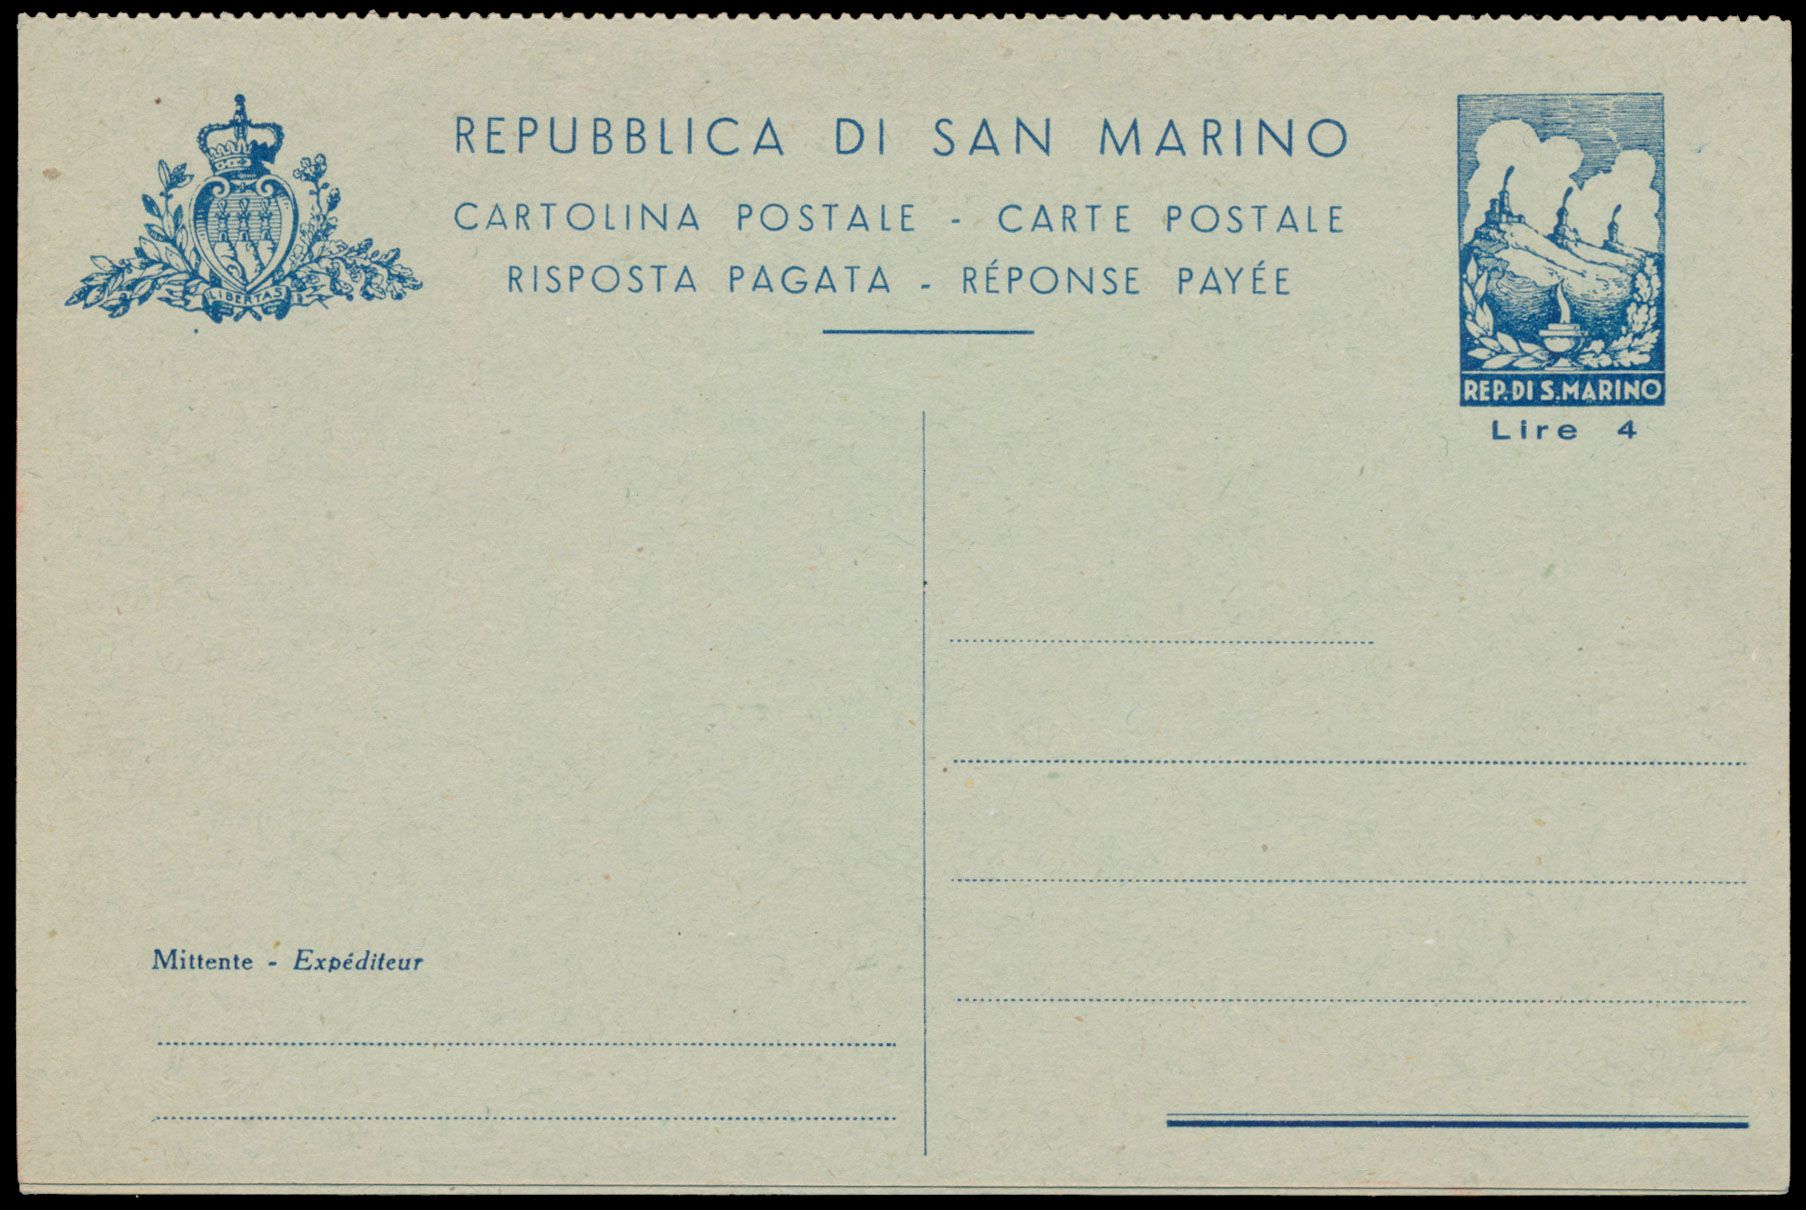 REPUBBLICA DI SAN MARINO
CARTOLINA POSTALE - CARTE POSTALE
RISPOSTA PAGATA - RÉPONSE PAYÉE
LIBERTAS
REP. DI S. MARINO
Lire 4
Mittente - Expéditeur